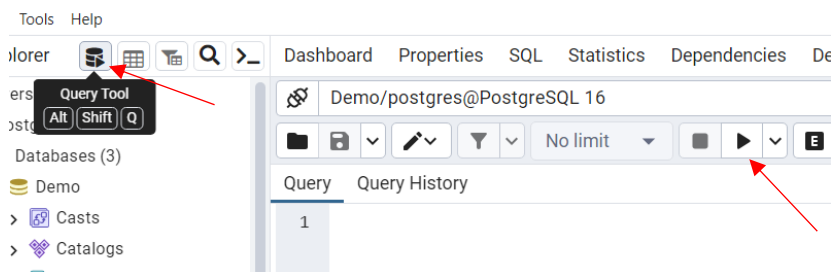 Tools Help
plorer Dashboard Properties SQL Statistics Dependencies
Query Tool
Alt Shift Q
Demo/postgres@PostgreSQL 16
Databases (3)
No limit
E
Demo
Query Query History
Casts
1
Catalogs